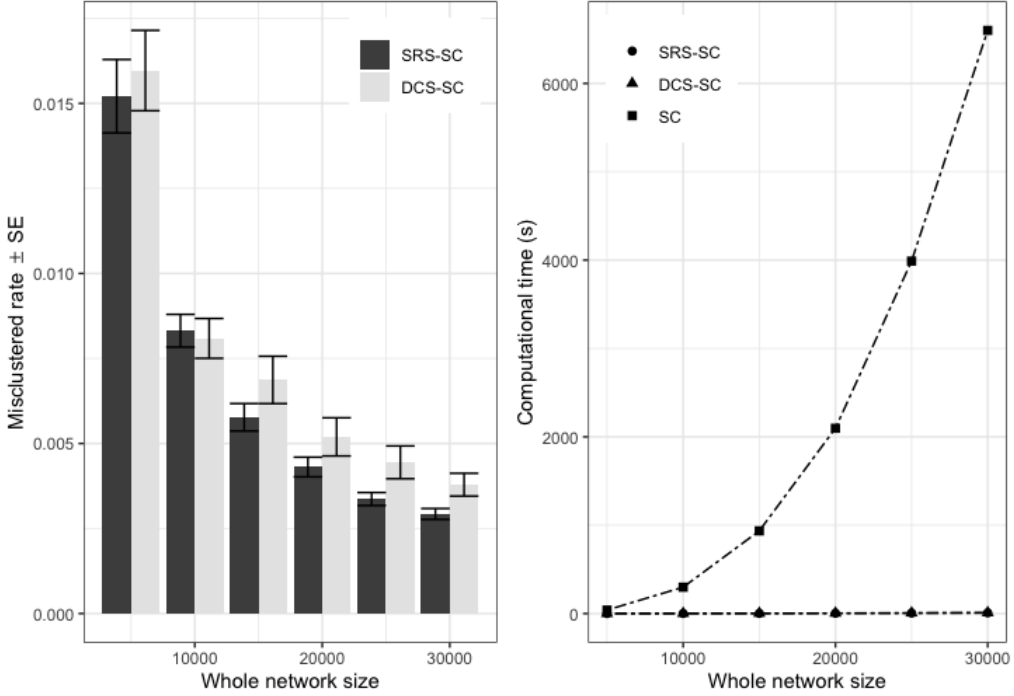 Misclustered rate ± SE
0.015
0.010
0.005
0.000
SRS-SC
DCS-SC
10000
20000
30000
Whole network size
Computational time (s)
6000
4000
2000
0
SRS-SC
DCS-SC
SC
10000
20000
30000
Whole network size